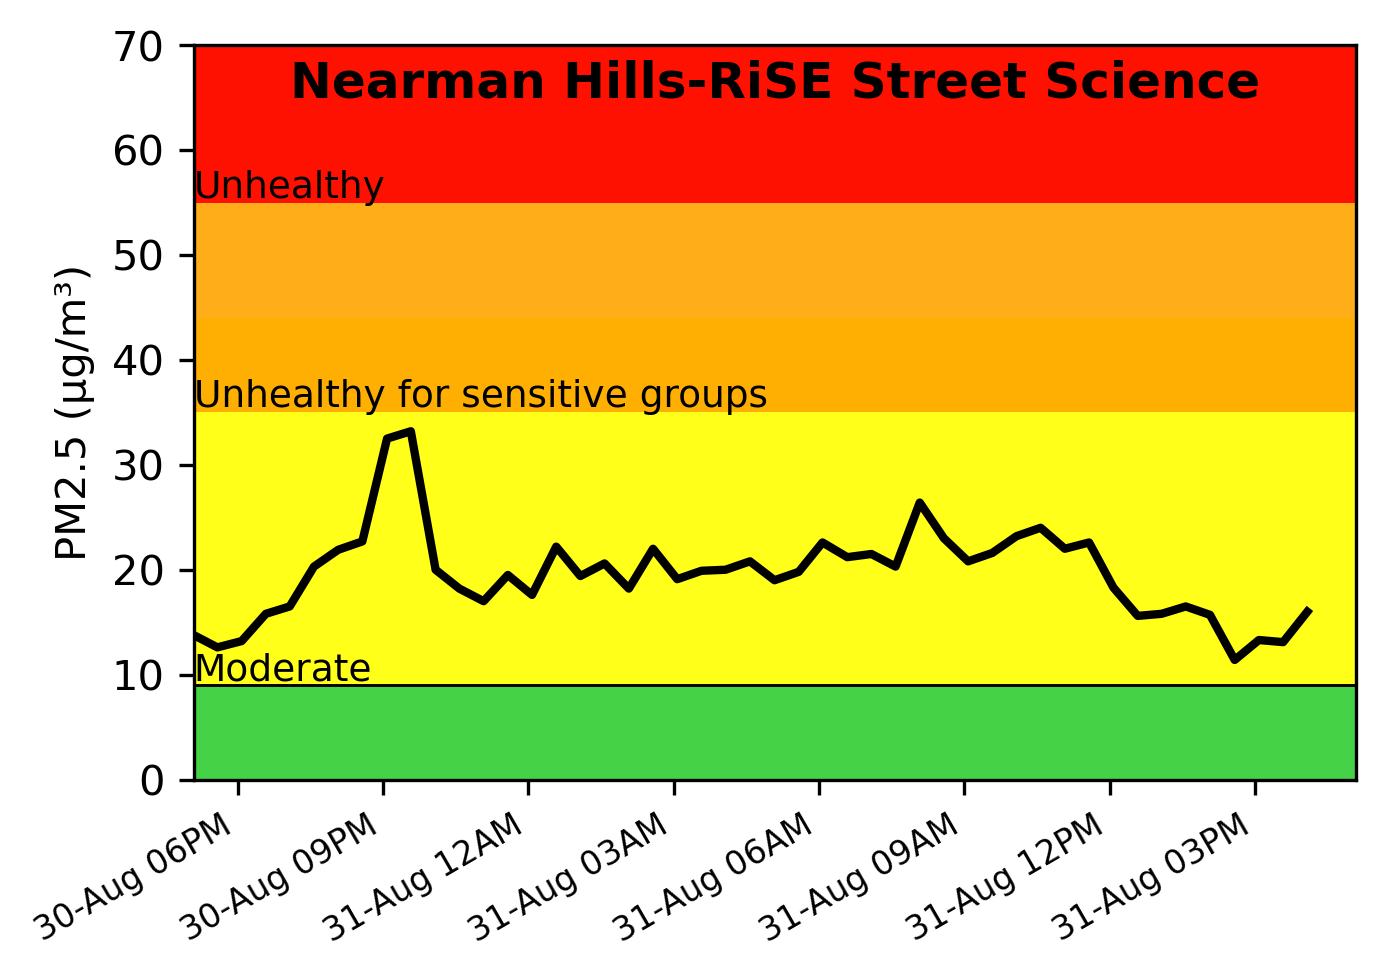 Nearman Hills-RiSE Street Science
70
60
50
40
30
20
10
0
PM2.5 (µg/m³)
Unhealthy
Unhealthy for sensitive groups
Moderate
30-Aug 06PM
30-Aug 09PM
31-Aug 12AM
31-Aug 03AM
31-Aug 06AM
31-Aug 09AM
31-Aug 12PM
31-Aug 03PM